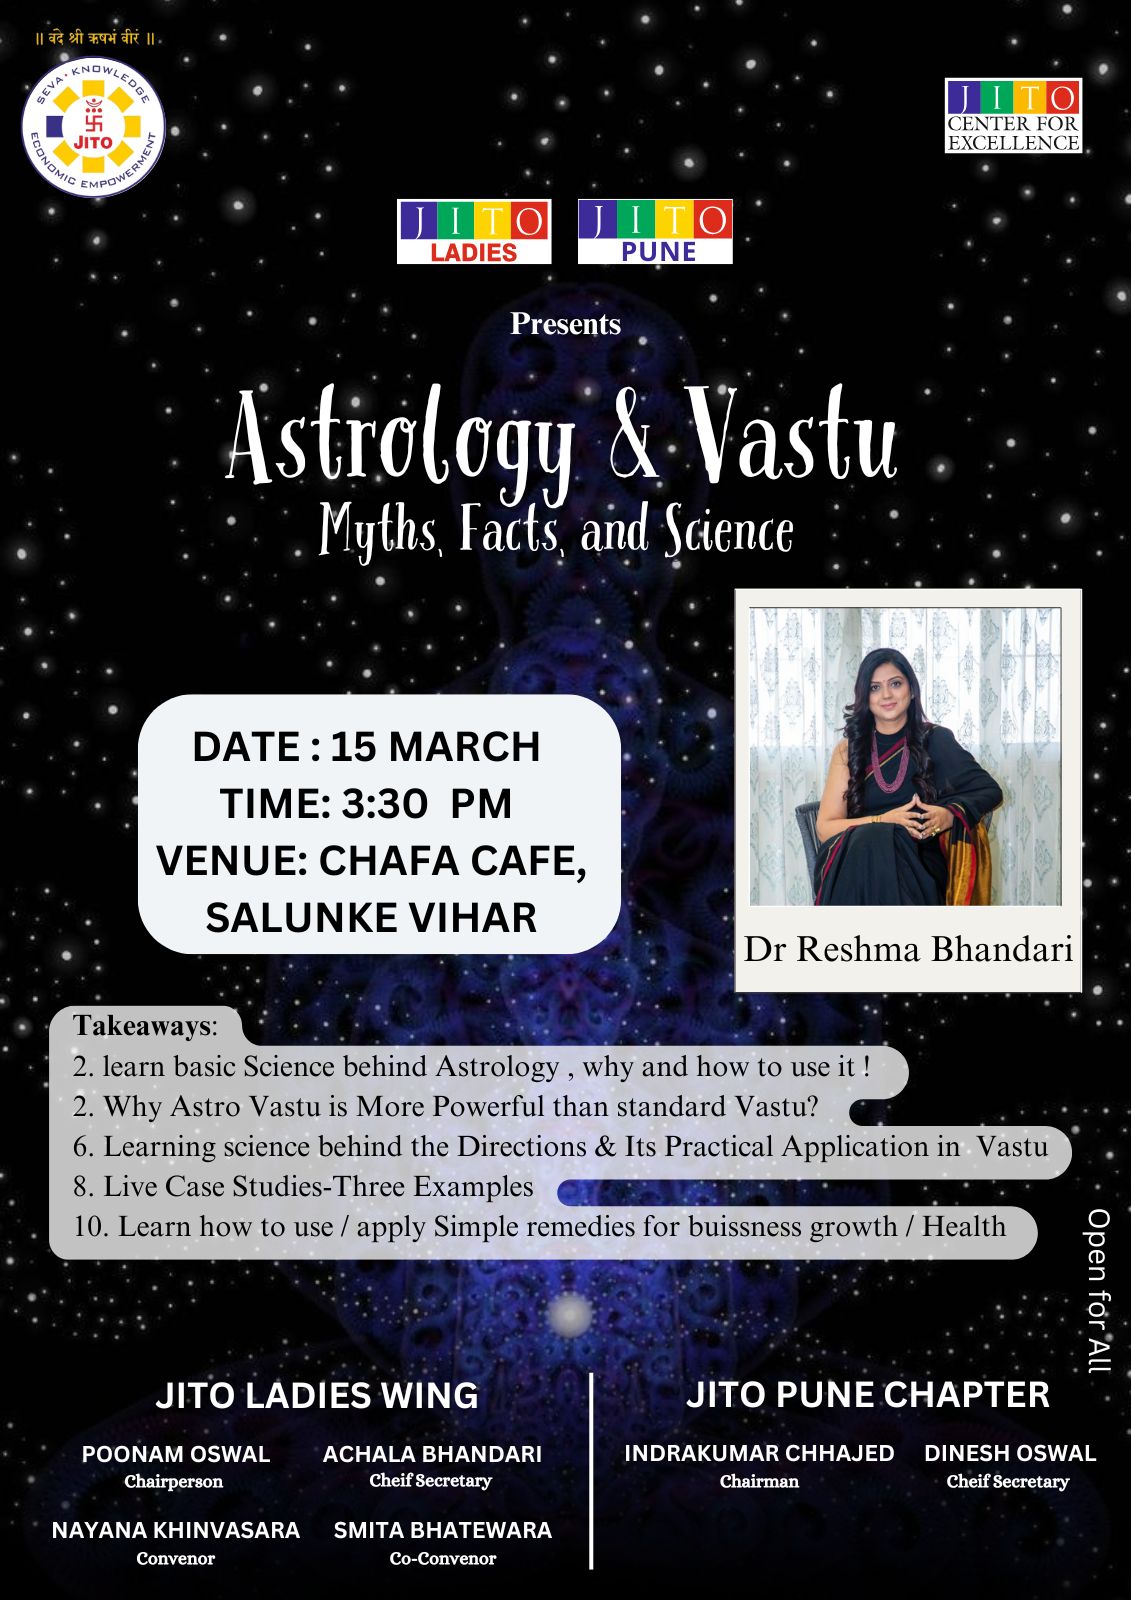 ॥ वंदे श्री ऋषभं वीरं ॥
SEVA • KNOWLEDGE
JITO
ECONOMIC EMPOWERMENT
JITO
CENTER FOR
EXCELLENCE
JITO
LADIES
JITO
PUNE
Presents
Astrology & Vastu
Myths, Facts, and Science
DATE : 15 MARCH
TIME: 3:30 PM
VENUE: CHAFA CAFE,
SALUNKE VIHAR
Dr Reshma Bhandari
Takeaways:
2. learn basic Science behind Astrology , why and how to use it !
2. Why Astro Vastu is More Powerful than standard Vastu?
6. Learning science behind the Directions & Its Practical Application in Vastu
8. Live Case Studies-Three Examples
10. Learn how to use / apply Simple remedies for buissness growth / Health
Open for All
JITO LADIES WING
POONAM OSWAL
Chairperson
ACHALA BHANDARI
Cheif Secretary
NAYANA KHINVASARA
Convenor
SMITA BHATEWARA
Co-Convenor
JITO PUNE CHAPTER
INDRAKUMAR CHHAJED
Chairman
DINESH OSWAL
Cheif Secretary